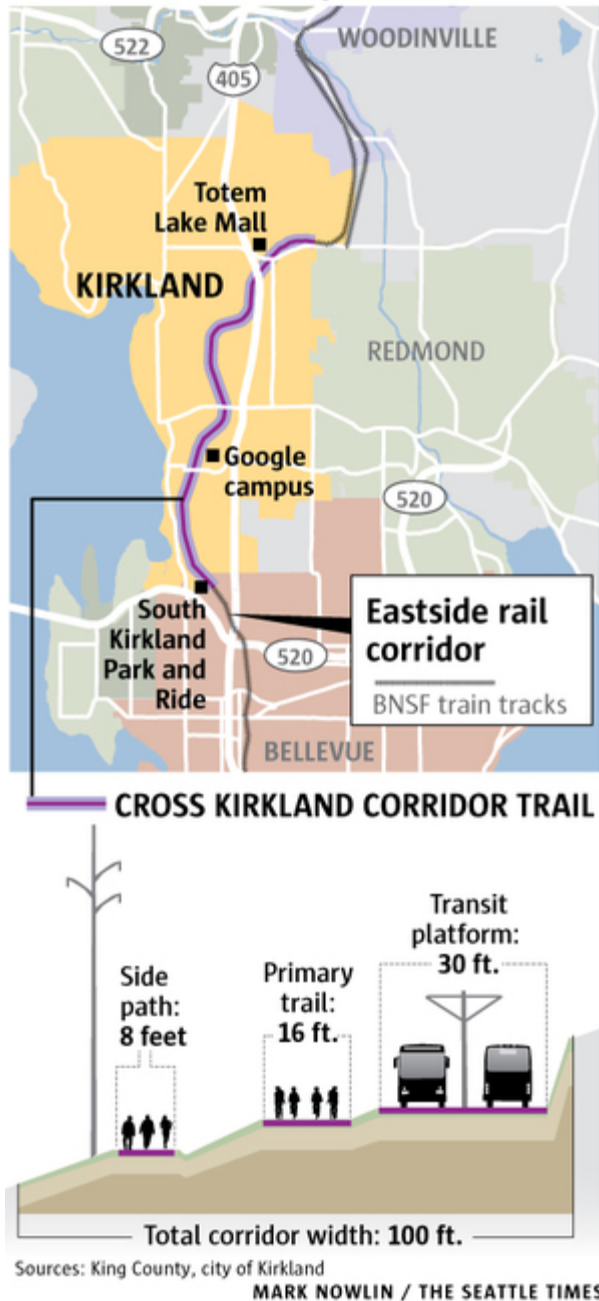 WOODINVILLE
522
405
Totem
Lake Mall
KIRKLAND
REDMOND
Google
campus
520
South
Kirkland
Park and
Ride
520
Eastside rail
corridor
BNSF train tracks
BELLEVUE
CROSS KIRKLAND CORRIDOR TRAIL
Transit
platform:
30 ft.
Side
path:
8 feet
Primary
trail:
16 ft.
Total corridor width: 100 ft.
Sources: King County, city of Kirkland
MARK NOWLIN / THE SEATTLE TIMES